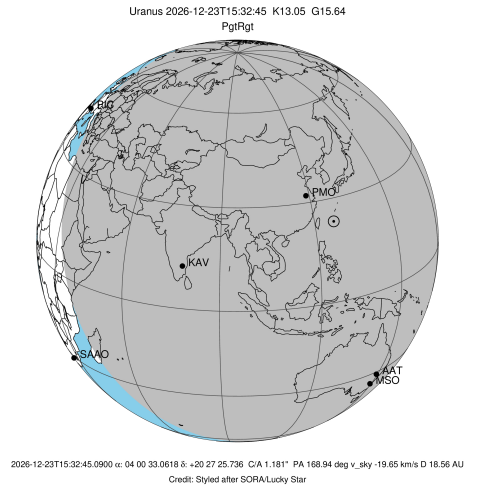 Uranus 2026-12-23T15:32:45 K13.05 G15.64
PgtRgt
PIC
PMO
KAV
SAAO
AAT
MSO
2026-12-23T15:32:45.0900 α: 04 00 33.0618 δ: +20 27 25.736 C/A 1.181" PA 168.94 deg v_sky -19.65 km/s D 18.56 AU
Credit: Styled after SORA/Lucky Star